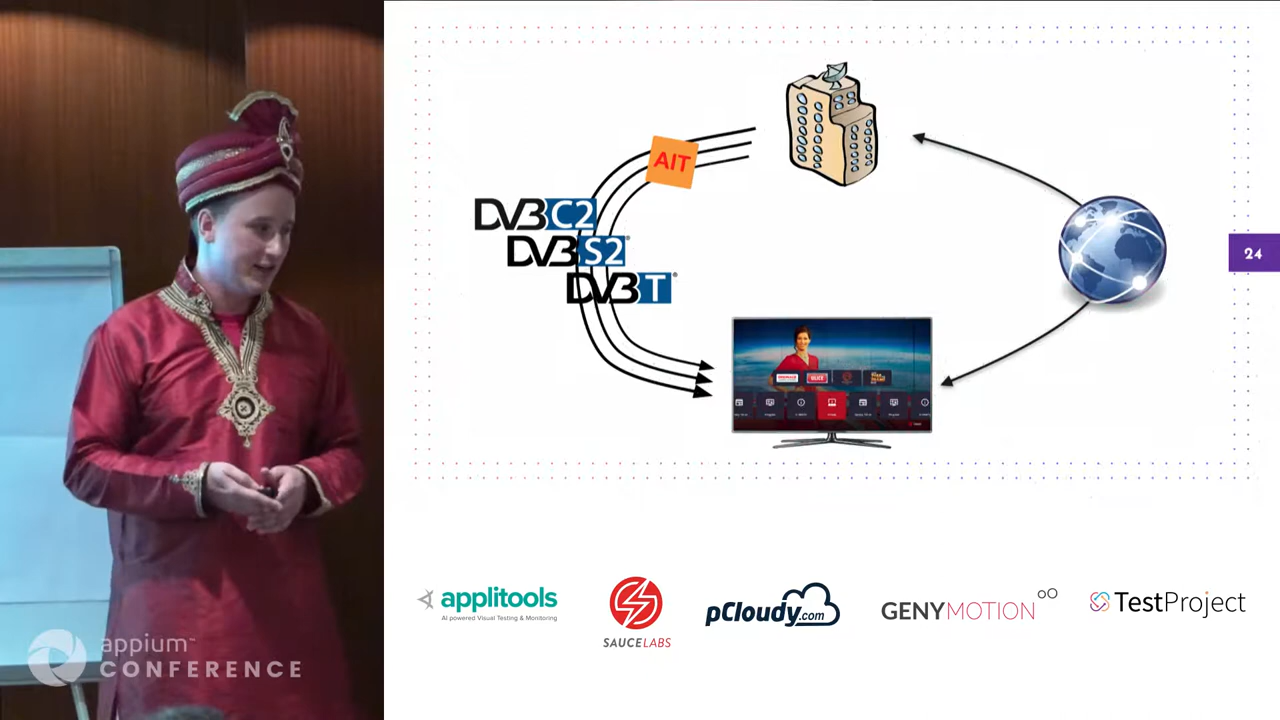 AIT
DVB C2
DVB S2
DVB T
24
applitools
AI powered Visual Testing & Monitoring
SAUCELABS
pCloudy.com
GENYMOTION
TestProject
appium™
CONFERENCE